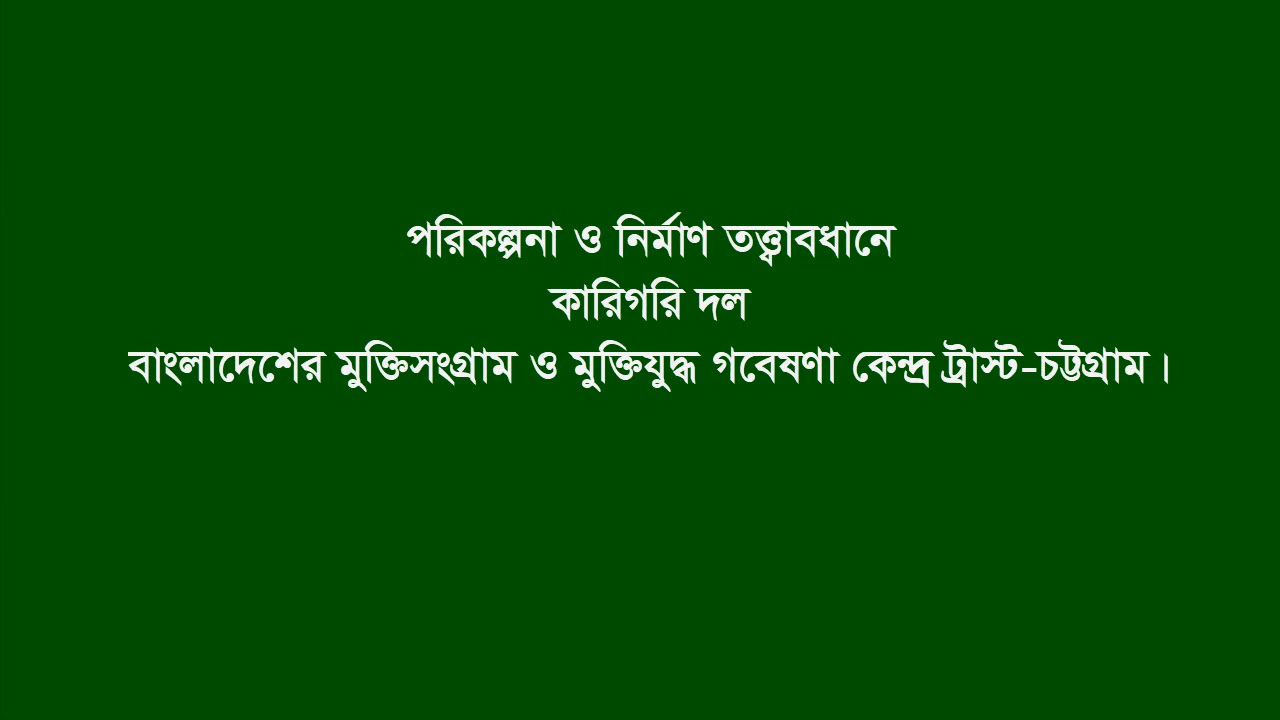 পরিকল্পনা ও নির্মাণ তত্ত্বাবধানে
কারিগরি দল
বাংলাদেশের মুক্তিসংগ্রাম ও মুক্তিযুদ্ধ গবেষণা কেন্দ্র ট্রাস্ট-চট্টগ্রাম।